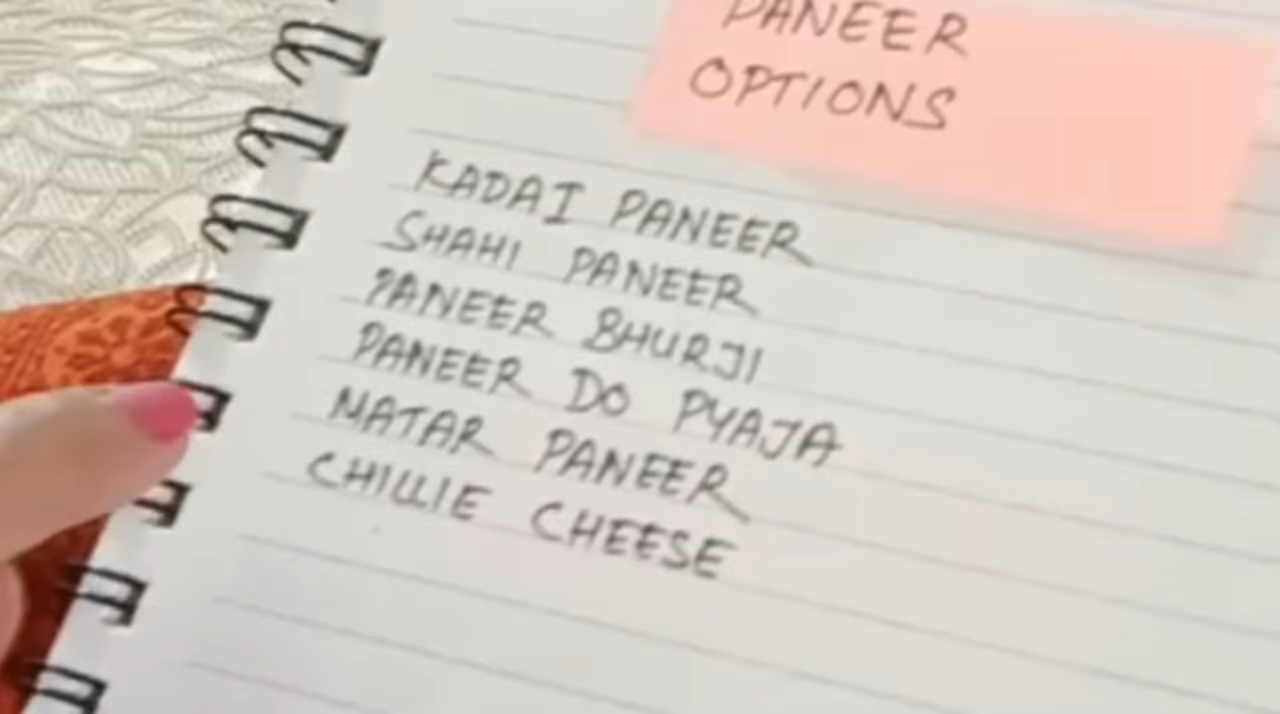 PANEER
OPTIONS
KADAI PANEER
SHAHI PANEER
PANEER BHURJI
PANEER DO PYAJA
MATAR PANEER
CHILLIE CHEESE